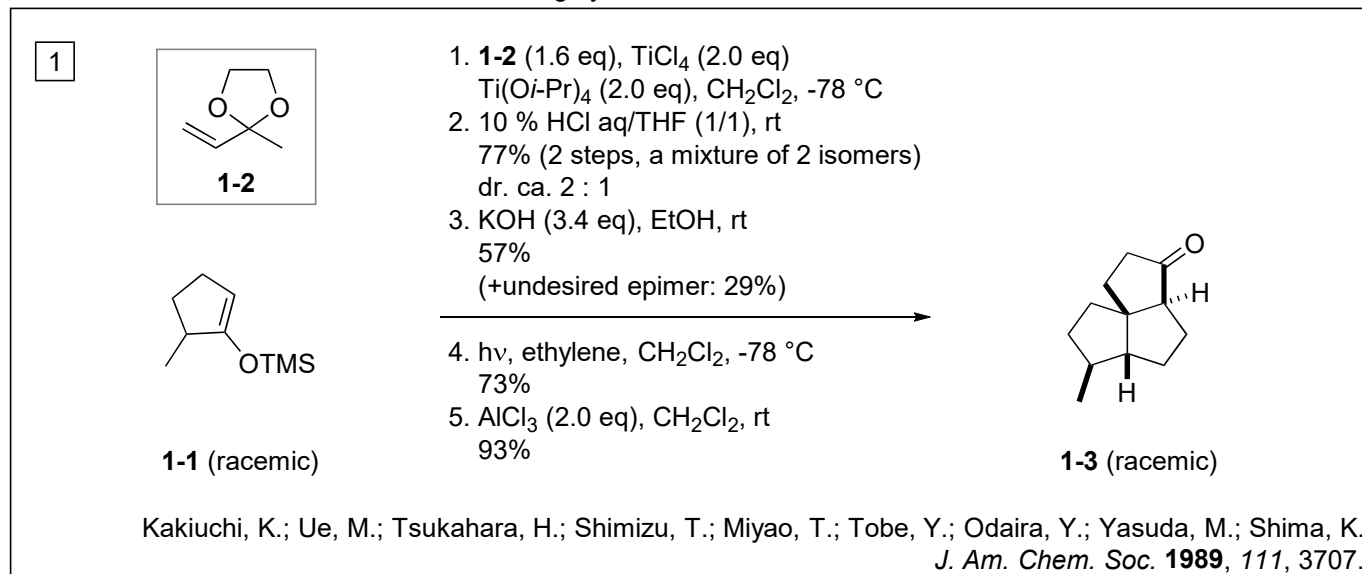 1
1. 1-2 (1.6 eq), TiCl4 (2.0 eq)
Ti(Oi-Pr)4 (2.0 eq), CH2Cl2, -78 °C
2. 10 % HCl aq/THF (1/1), rt
77% (2 steps, a mixture of 2 isomers)
dr. ca. 2 : 1
3. KOH (3.4 eq), EtOH, rt
57%
(+undesired epimer: 29%)
4. hν, ethylene, CH2Cl2, -78 °C
73%
5. AlCl3 (2.0 eq), CH2Cl2, rt
93%
O O
1-2
OTMS
1-1 (racemic)
O
H
H
1-3 (racemic)
Kakiuchi, K.; Ue, M.; Tsukahara, H.; Shimizu, T.; Miyao, T.; Tobe, Y.; Odaira, Y.; Yasuda, M.; Shima, K.
J. Am. Chem. Soc. 1989, 111, 3707.